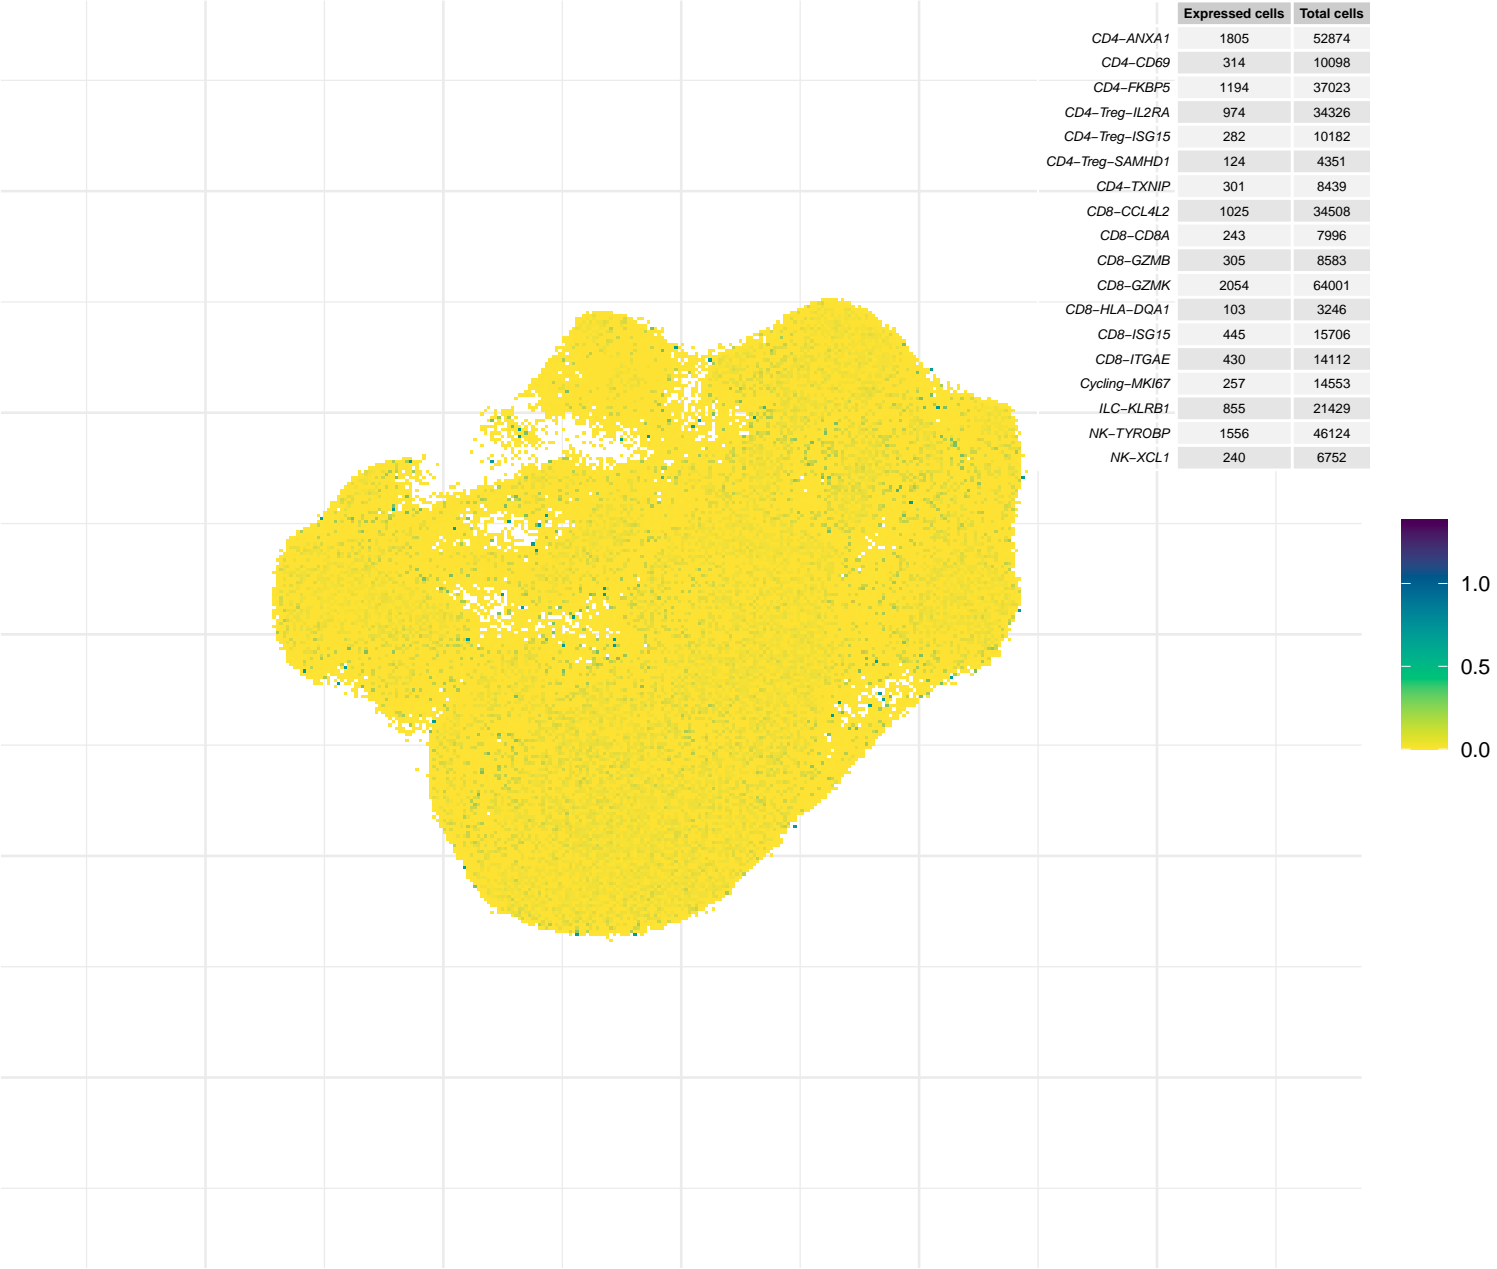 Expressed cells Total cells
CD4−ANXA1 1805 52874
CD4−CD69 314 10098
CD4−FKBP5 1194 37023
CD4−Treg−IL2RA 974 34326
CD4−Treg−ISG15 282 10182
CD4−Treg−SAMHD1 124 4351
CD4−TXNIP 301 8439
CD8−CCL4L2 1025 34508
CD8−CD8A 243 7996
CD8−GZMB 305 8583
CD8−GZMK 2054 64001
CD8−HLA−DQA1 103 3246
CD8−ISG15 445 15706
CD8−ITGAE 430 14112
Cycling−MKI67 257 14553
ILC−KLRB1 855 21429
NK−TYROBP 1556 46124
NK−XCL1 240 6752
1.0
0.5
0.0